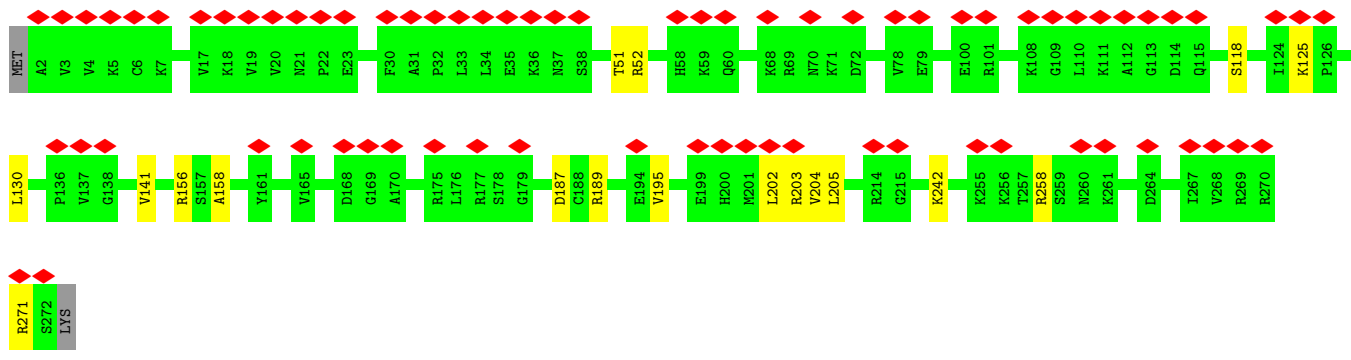 MET A2 V3 V4 K5 C6 K7 V17 K18 V19 V20 N21 P22 E23 F30 A31 P32 L33 L34 E35 K36 N37 S38 T51 R52 H58 K59 Q60 K68 R69 N70 K71 D72 V78 E79 E100 R101 K108 G109 L110 K111 A112 G113 D114 Q115 S118 I124 K125 P126
L130 P136 V137 G138 V141 R156 S157 A158 Y161 V165 D168 G169 A170 R175 L176 R177 S178 G179 D187 C188 R189 E194 V195 E199 H200 M201 L202 R203 V204 L205 R214 G215 K242 K255 K256 T257 R258 S259 N260 K261 D264 I267 V268 R269 R270
R271 S272 LYS